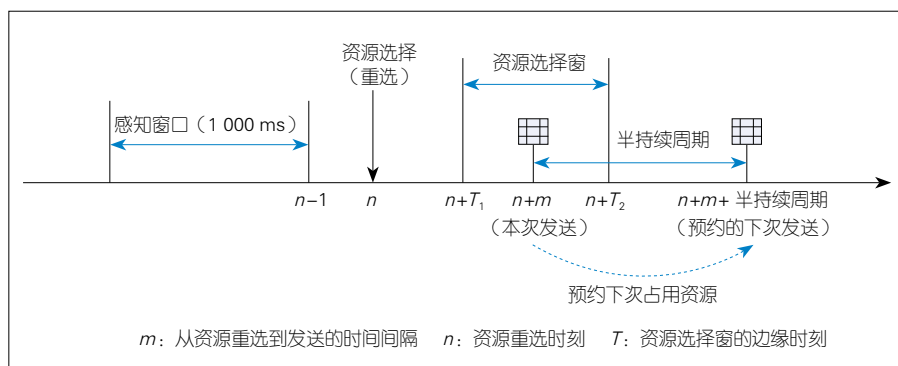 资源选择
（重选）
资源选择窗
感知窗口（1 000 ms）
半持续周期
n−1
n
n+T₁
n+m
n+T₂
n+m+ 半持续周期
（本次发送）
（预约的下次发送）
预约下次占用资源
m：从资源重选到发送的时间间隔 n：资源重选时刻 T：资源选择窗的边缘时刻